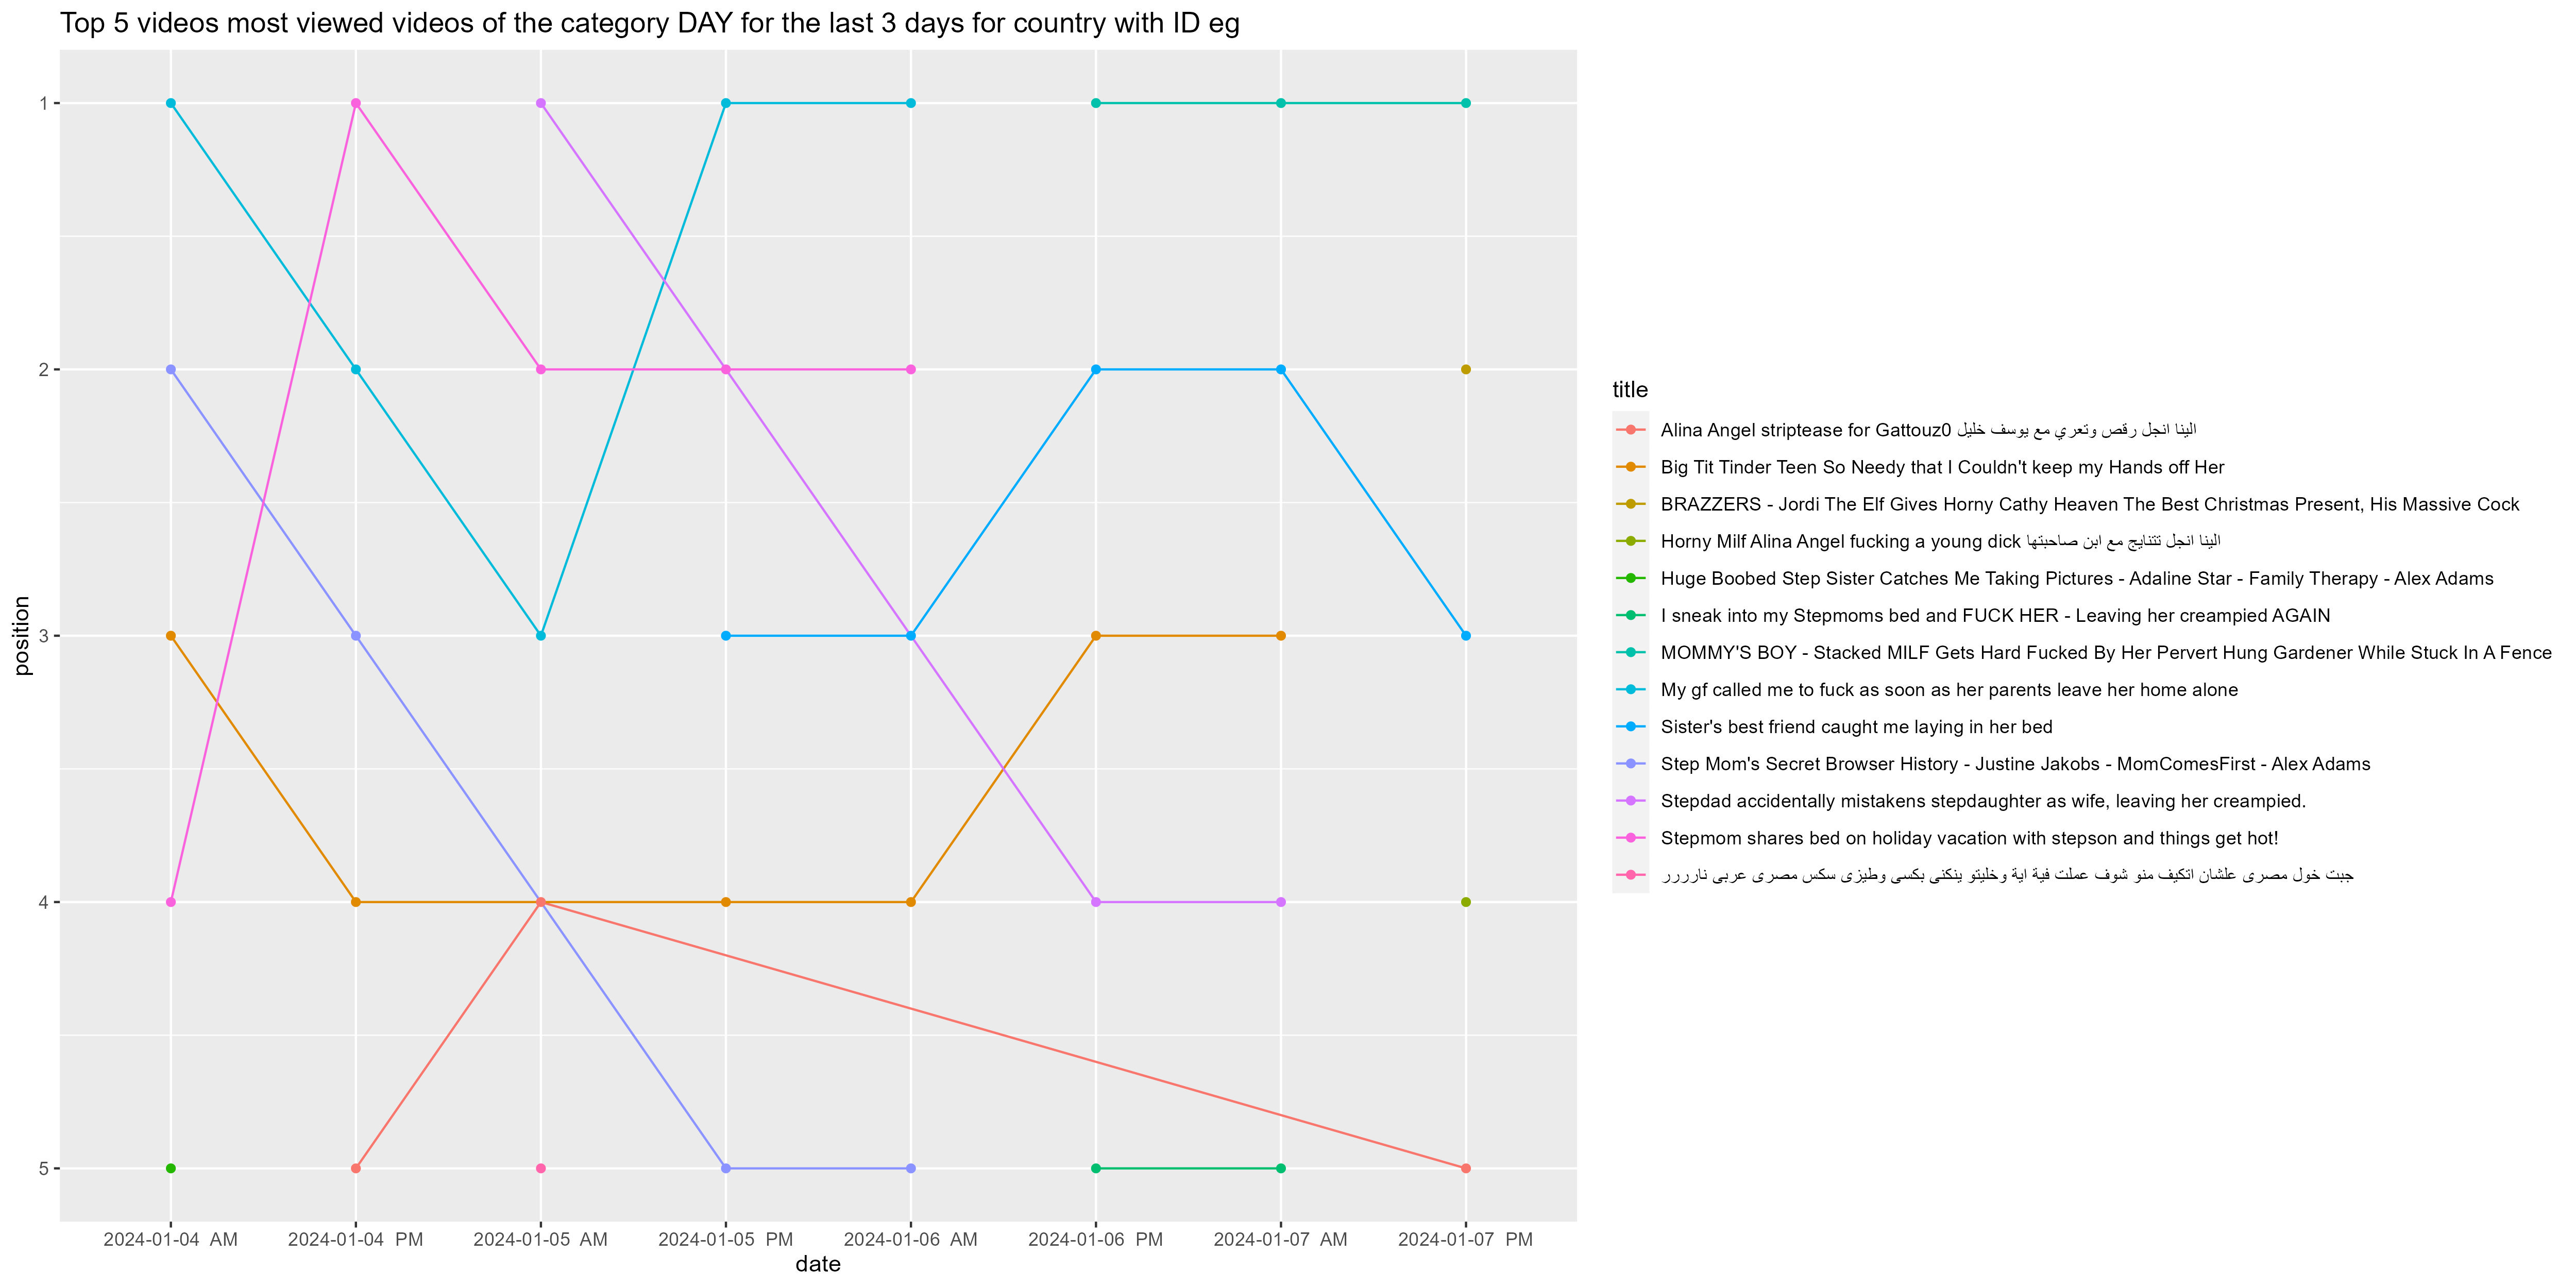 Top 5 videos most viewed videos of the category DAY for the last 3 days for country with ID eg
position
1
2
3
4
5
2024-01-04 AM
2024-01-04 PM
2024-01-05 AM
2024-01-05 PM
2024-01-06 AM
2024-01-06 PM
2024-01-07 AM
2024-01-07 PM
date
title
Alina Angel striptease for Gattouz0 الينا انجل رقص وتعري مع يوسف خليل
Big Tit Tinder Teen So Needy that I Couldn't keep my Hands off Her
BRAZZERS - Jordi The Elf Gives Horny Cathy Heaven The Best Christmas Present, His Massive Cock
Horny Milf Alina Angel fucking a young dick الينا انجل تتنايج مع ابن صاحبتها
Huge Boobed Step Sister Catches Me Taking Pictures - Adaline Star - Family Therapy - Alex Adams
I sneak into my Stepmoms bed and FUCK HER - Leaving her creampied AGAIN
MOMMY'S BOY - Stacked MILF Gets Hard Fucked By Her Pervert Hung Gardener While Stuck In A Fence
My gf called me to fuck as soon as her parents leave her home alone
Sister's best friend caught me laying in her bed
Step Mom's Secret Browser History - Justine Jakobs - MomComesFirst - Alex Adams
Stepdad accidentally mistakens stepdaughter as wife, leaving her creampied.
Stepmom shares bed on holiday vacation with stepson and things get hot!
جبت خول مصرى علشان اتكيف منو شوف عملت فية اية وخليتو ينكنى بكسى وطيزى سكس مصرى عربى نارررر